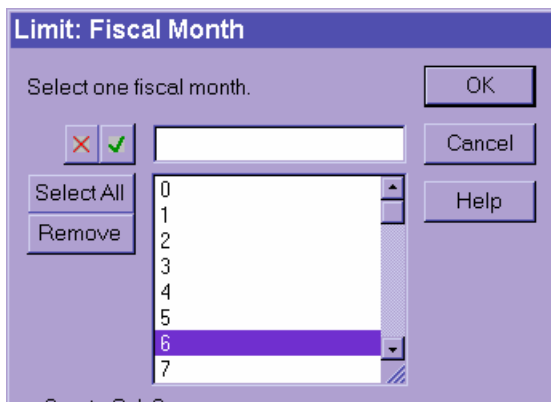 Limit: Fiscal Month
Select one fiscal month.
OK
Cancel
Select All
Remove
Help
0
1
2
3
4
5
6
7